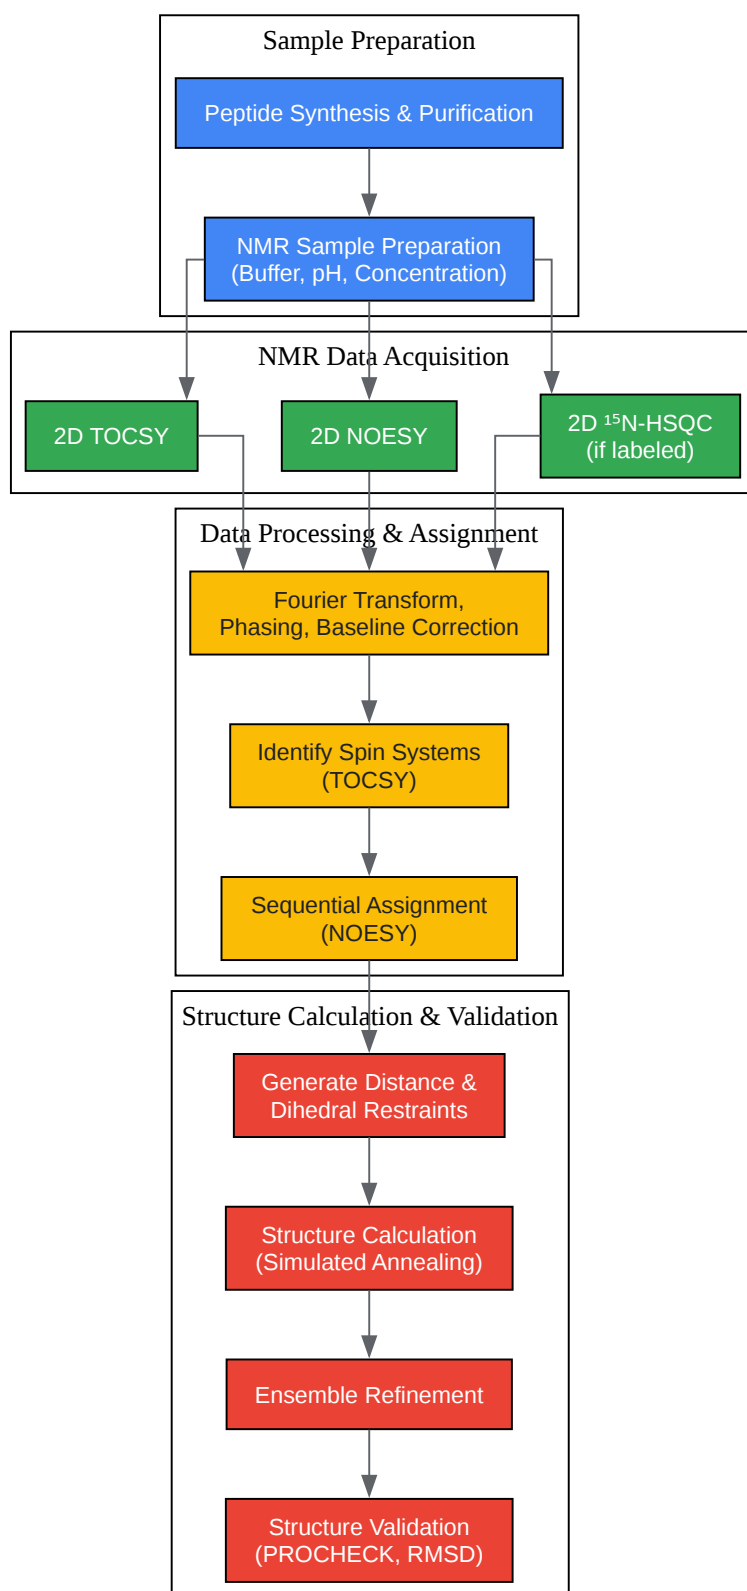 Sample Preparation
Peptide Synthesis & Purification
NMR Sample Preparation
(Buffer, pH, Concentration)
NMR Data Acquisition
2D TOCSY
2D NOESY
2D ¹⁵N-HSQC
(if labeled)
Data Processing & Assignment
Fourier Transform,
Phasing, Baseline Correction
Identify Spin Systems
(TOCSY)
Sequential Assignment
(NOESY)
Structure Calculation & Validation
Generate Distance &
Dihedral Restraints
Structure Calculation
(Simulated Annealing)
Ensemble Refinement
Structure Validation
(PROCHECK, RMSD)